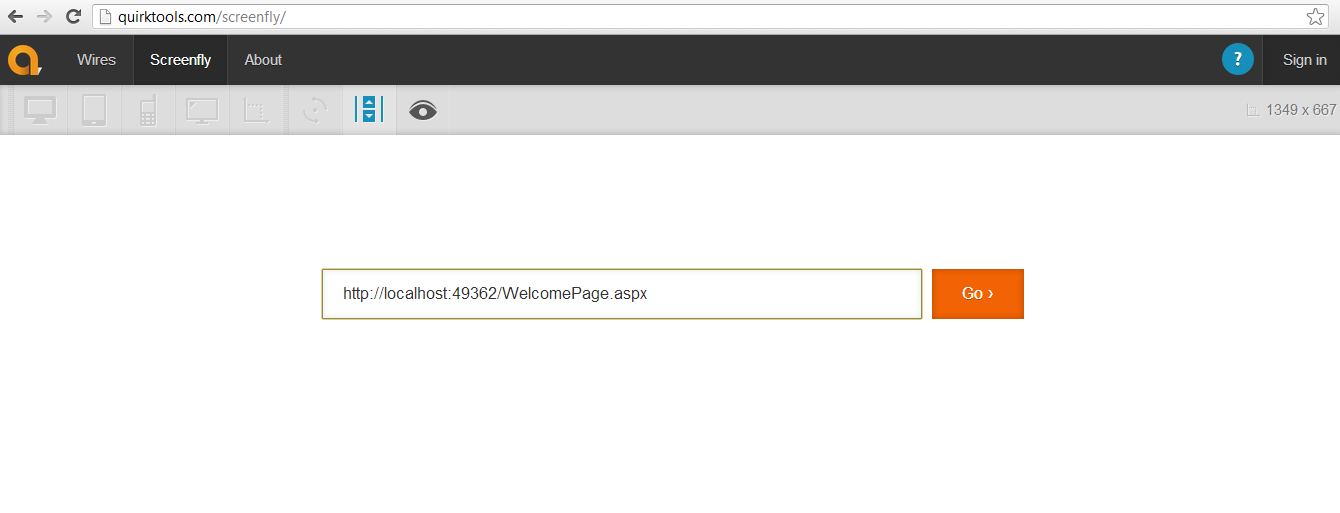 quirktools.com/screenfly/
Wires Screenfly About ? Sign in
1349 x 667
http://localhost:49362/WelcomePage.aspx Go ›